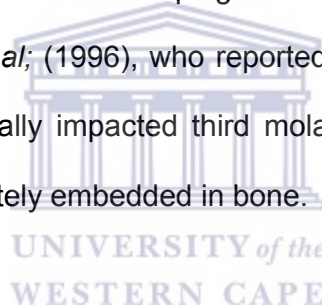 al; (1996), who reported
ally impacted third mola
tely embedded in bone.
UNIVERSITY of the
WESTERN CAPE